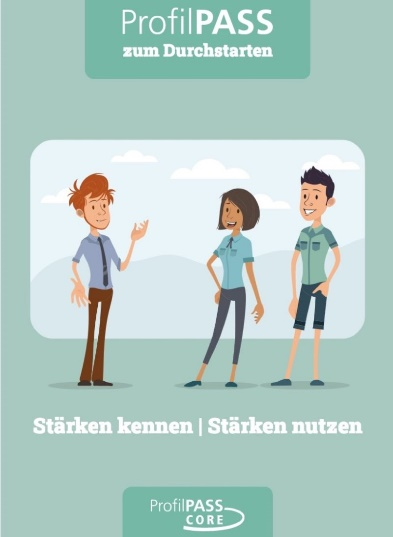 ProfilPASS
zum Durchstarten
Stärken kennen | Stärken nutzen
ProfilPASS
CORE